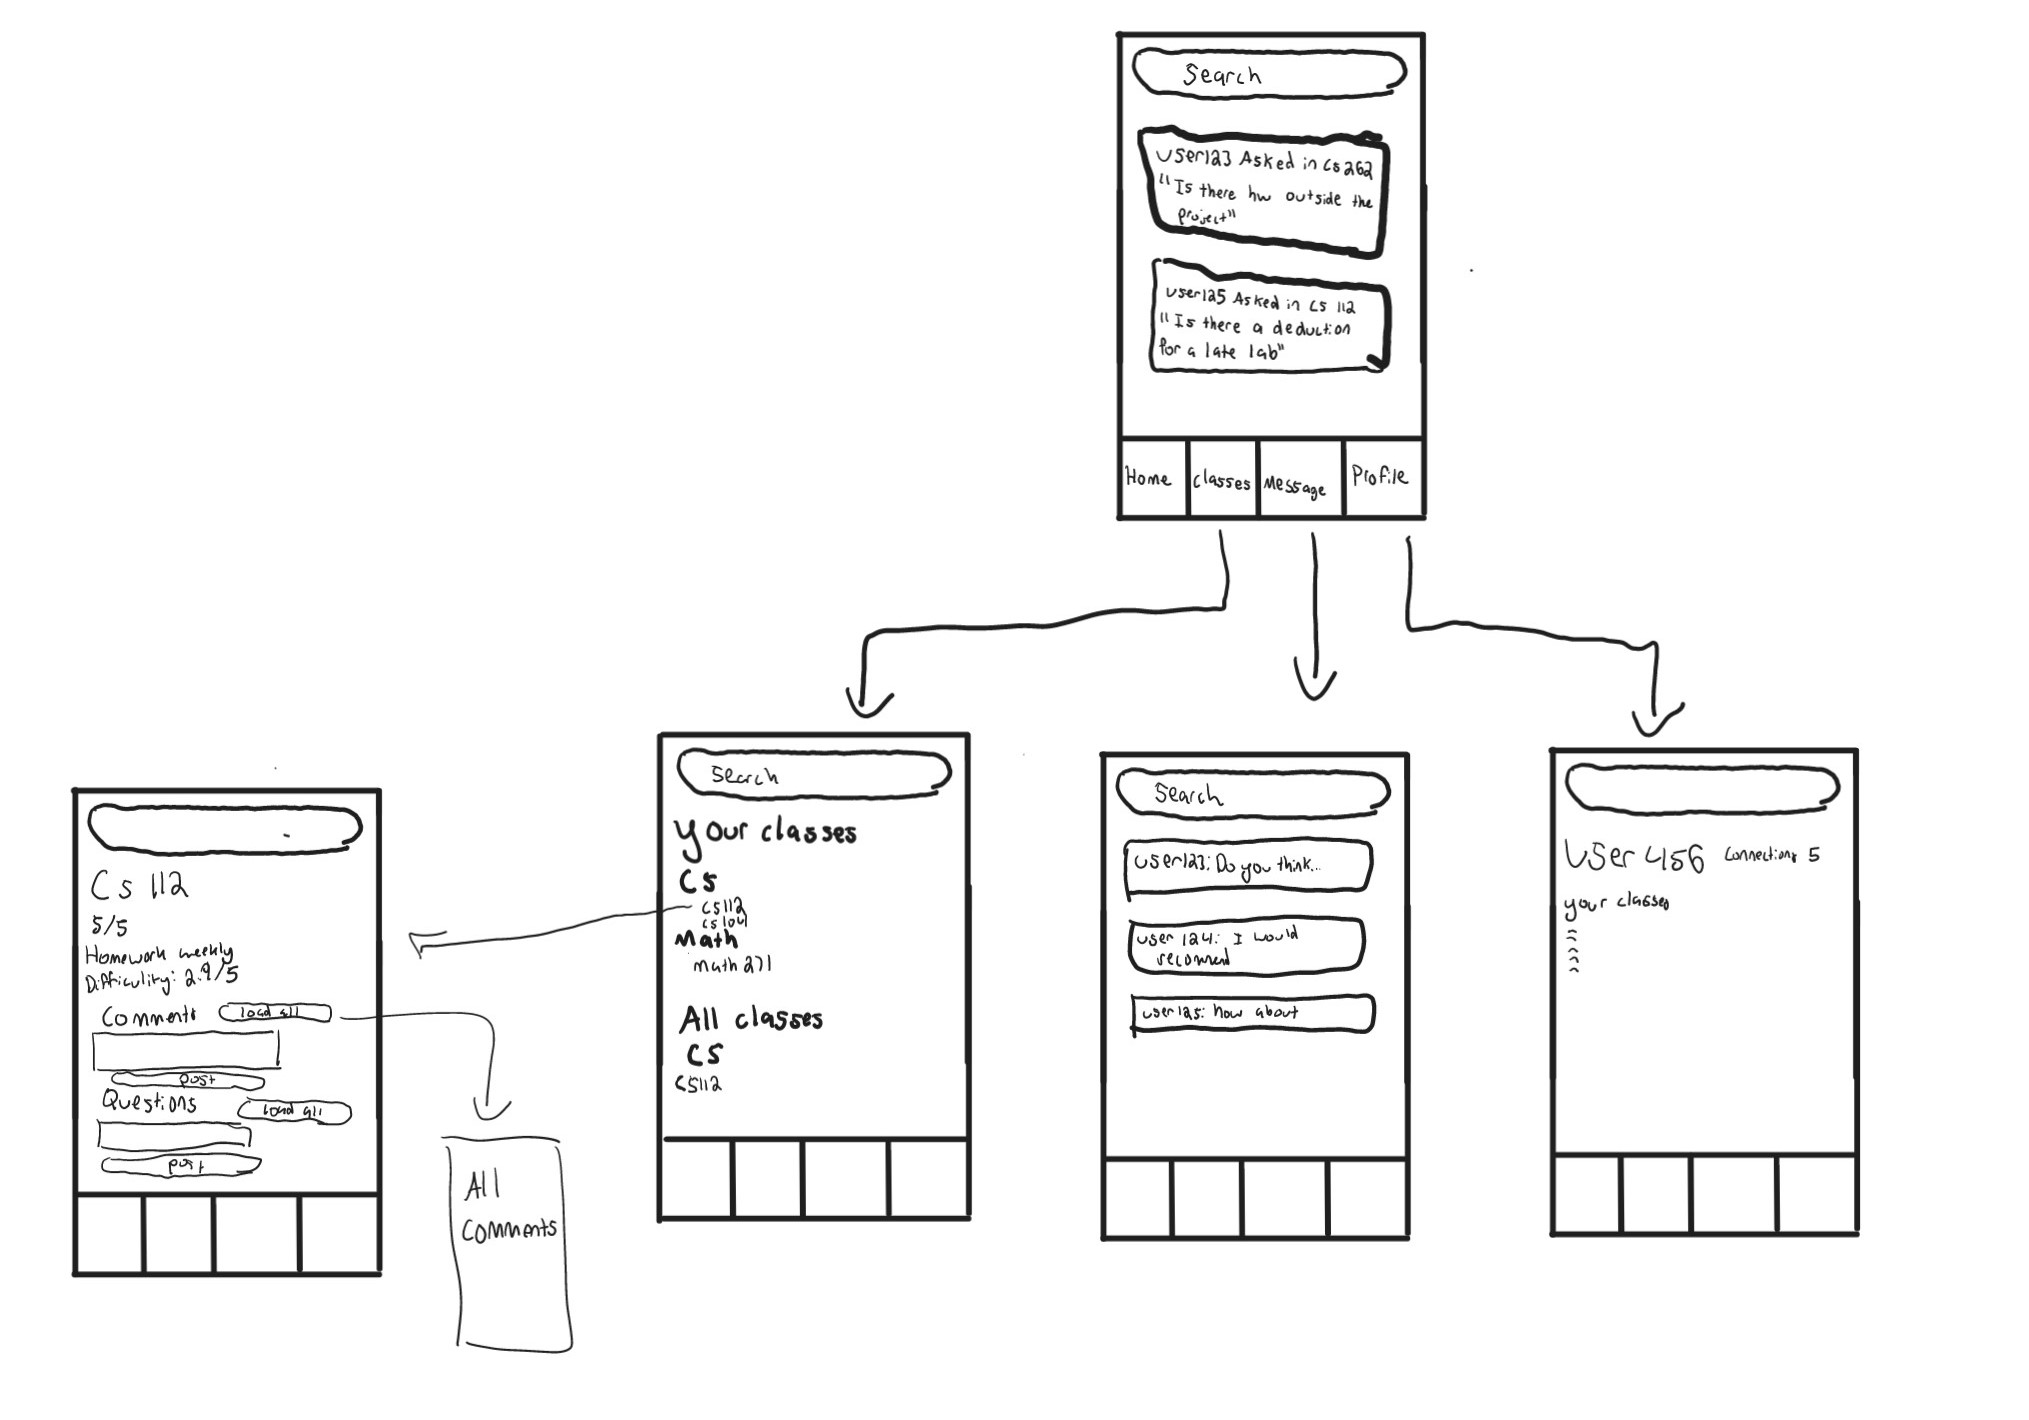 Search
User123 Asked in Cs262
"Is there hw outside the
project"
user125 Asked in CS 112
"Is there a deduction
for a late lab"
Home
classes
Message
Profile
Search
Your classes
CS
CS112
Math
math 271
All classes
CS
CS112
Search
user123: Do you think...
user 124: I would
user125: how about
User 456
Connections 5
your classes
Cs 112
5/5
Homework weekly
Difficulity: 2.9/5
Comments
load all
post
Questions
load all
post
All
Comments